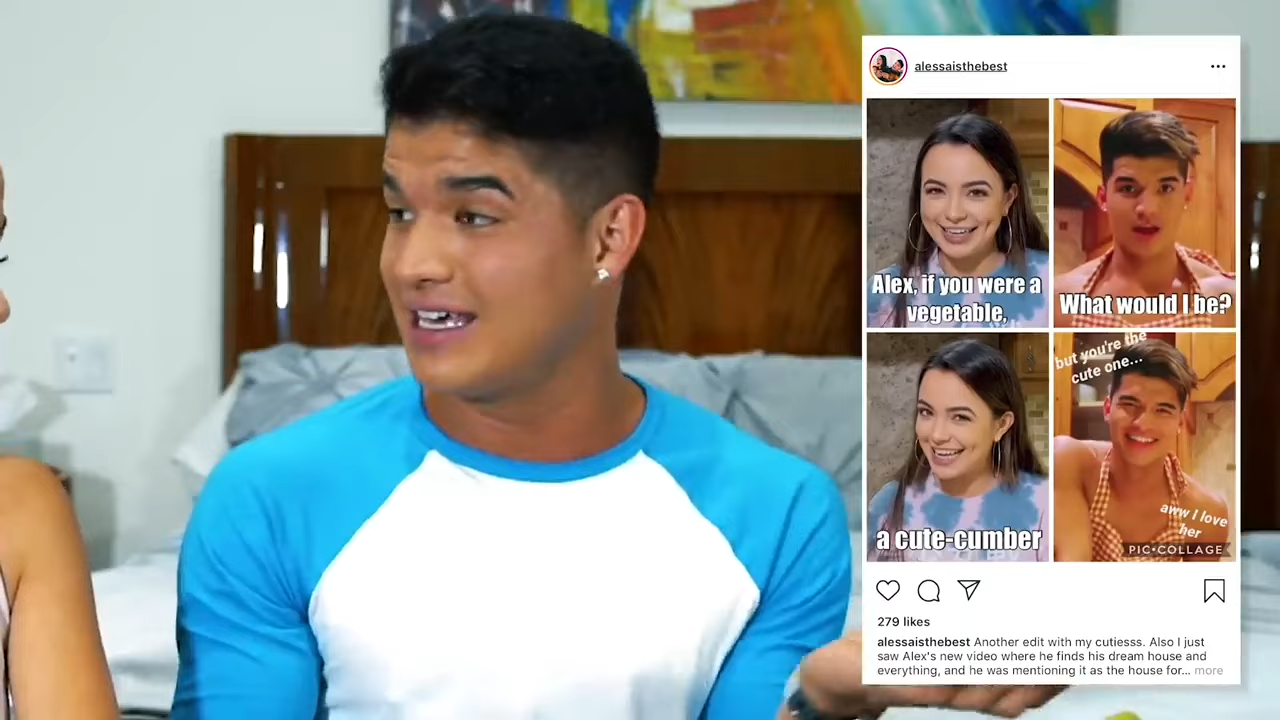 alessaisthebest
Alex, if you were a
vegetable,
What would I be?
a cute-cumber
but you're the
cute one...
aww I love
her
PIC•COLLAGE
279 likes
alessaisthebest Another edit with my cutiesss. Also I just
saw Alex's new video where he finds his dream house and
everything, and he was mentioning it as the house for... more